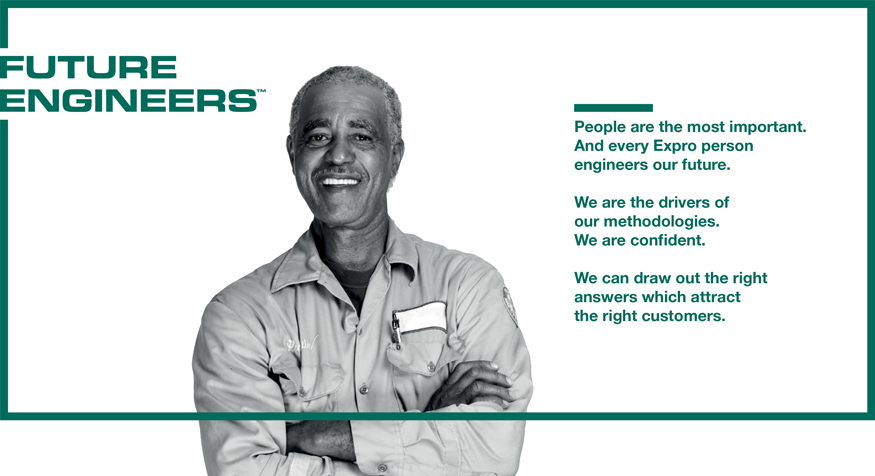 FUTURE
ENGINEERS™
People are the most important.
And every Expro person
engineers our future.
We are the drivers of
our methodologies.
We are confident.
We can draw out the right
answers which attract
the right customers.